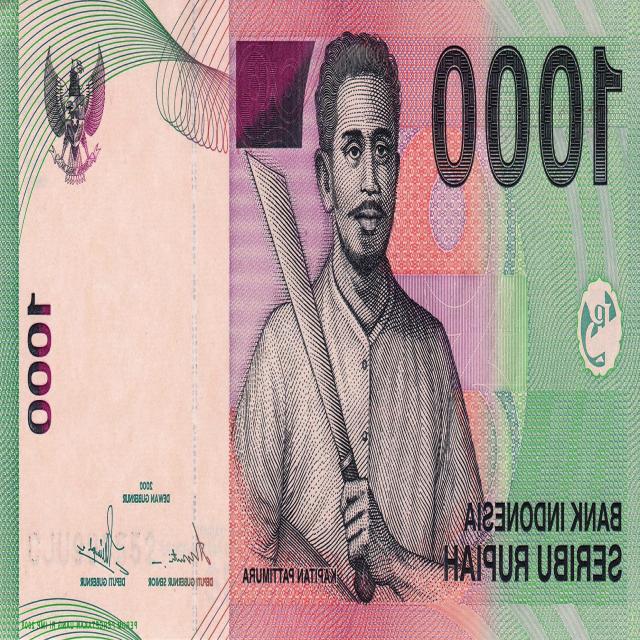 1000
BANK INDONESIA
SERIBU RUPIAH
KAPITAN PATTIMURA
1000
2000
DEWAN GUBERNUR
DEPUTI GUBERNUR SENIOR
DEPUTI GUBERNUR